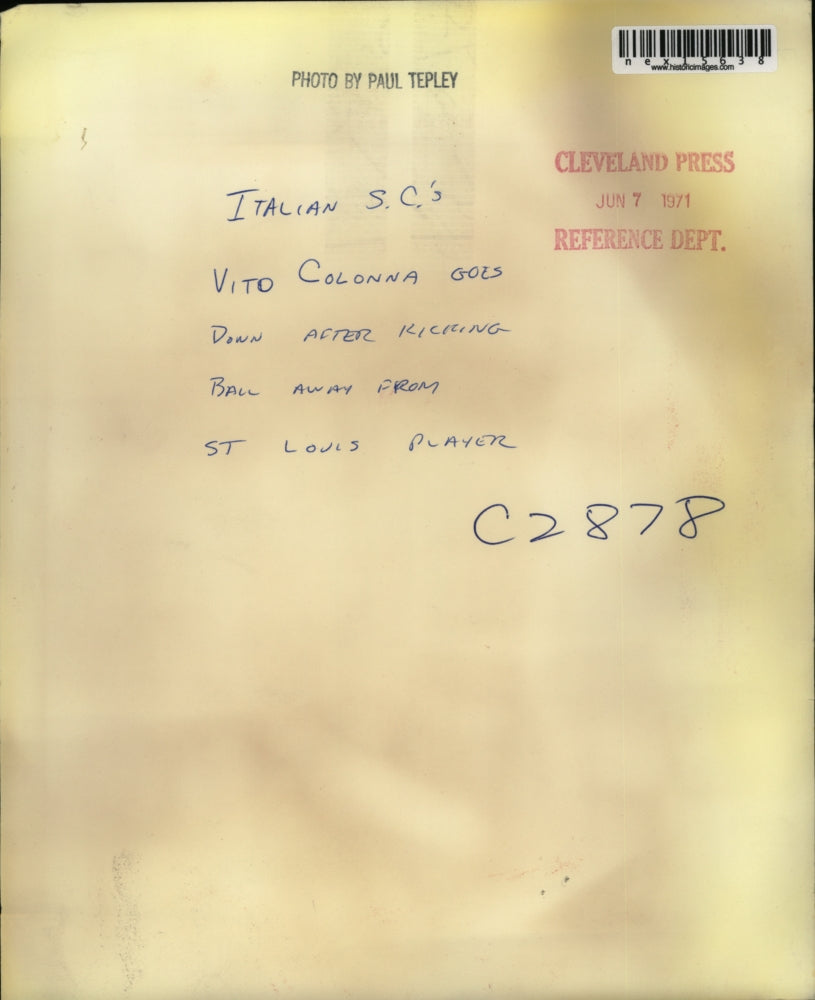 nex15638
www.historicimages.com
PHOTO BY PAUL TEPLEY
CLEVELAND PRESS
JUN 7 1971
REFERENCE DEPT.
ITALIAN S.C.'s
VITO COLONNA GOES
DOWN AFTER KICKING
BALL AWAY FROM
ST LOUIS PLAYER
C2878